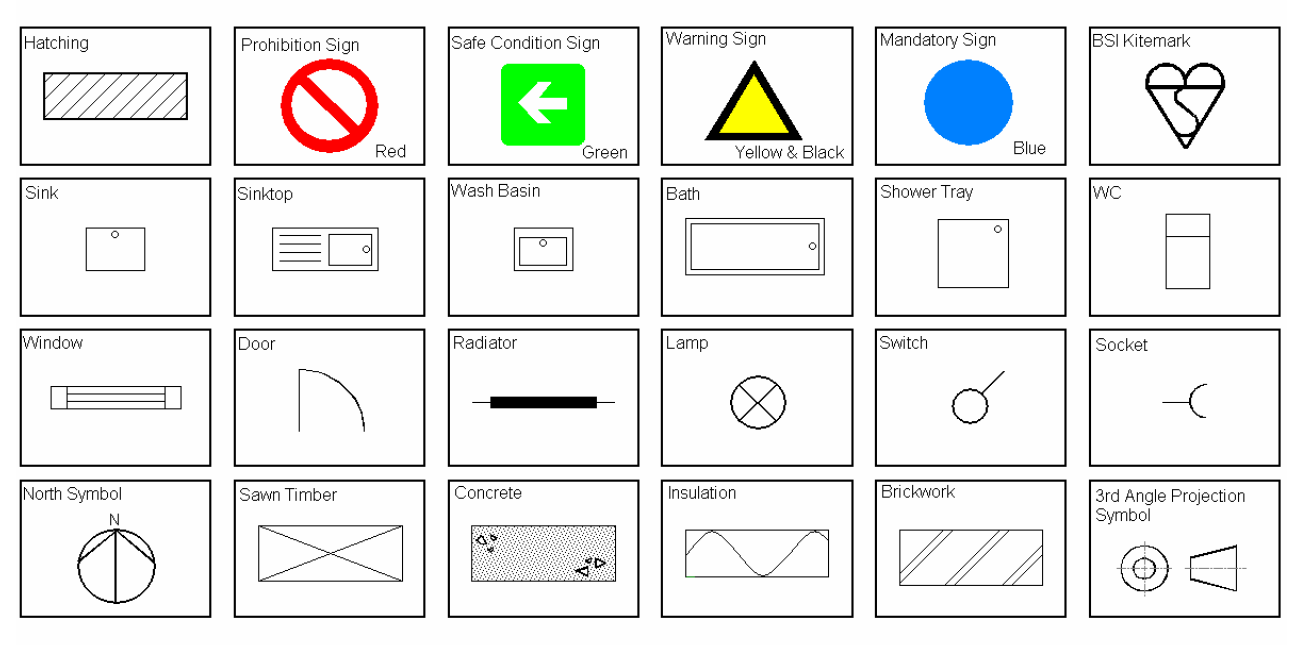 Hatching
Prohibition Sign
Red
Safe Condition Sign
Green
Warning Sign
Yellow & Black
Mandatory Sign
Blue
BSI Kitemark
Sink
Sinktop
Wash Basin
Bath
Shower Tray
WC
Window
Door
Radiator
Lamp
Switch
Socket
North Symbol
N
Sawn Timber
Concrete
Insulation
Brickwork
3rd Angle Projection
Symbol